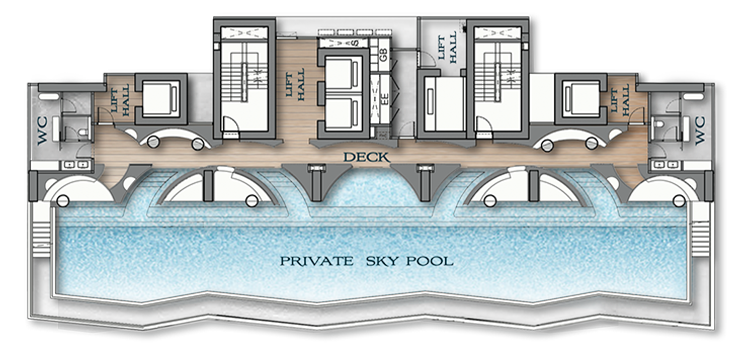 S
GB
EE
LIFT
HALL
LIFT
HALL
LIFT
HALL
LIFT
HALL
WC
WC
DECK
PRIVATE SKY POOL